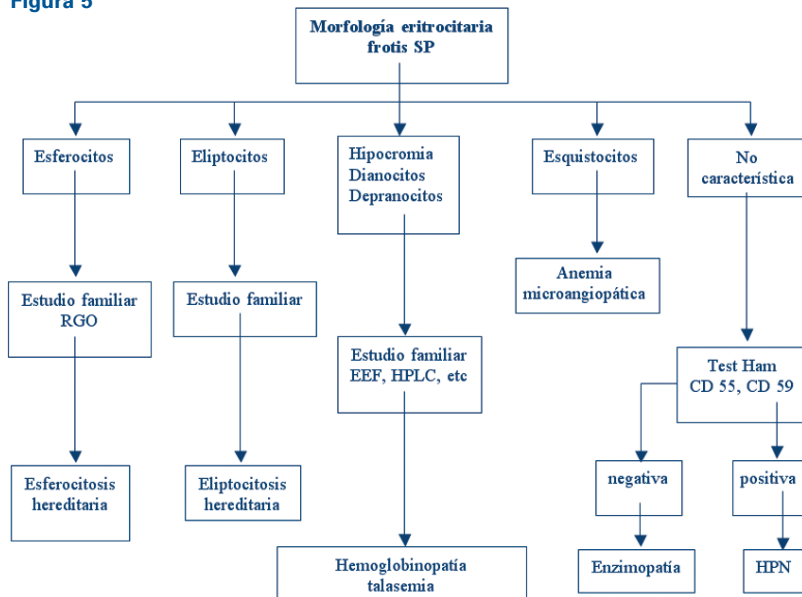 Figura 5
Morfología eritrocitaria
frotis SP
Esferocitos
Eliptocitos
Hipocromia
Dianocitos
Depranocitos
Esquistocitos
No
característica
Estudio familiar
RGO
Estudio familiar
Estudio familiar
EEF, HPLC, etc
Anemia
microangiopática
Test Ham
CD 55, CD 59
Esferocitosis
hereditaria
Eliptocitosis
hereditaria
negativa
positiva
Hemoglobinopatía
talasemia
Enzimopatía
HPN